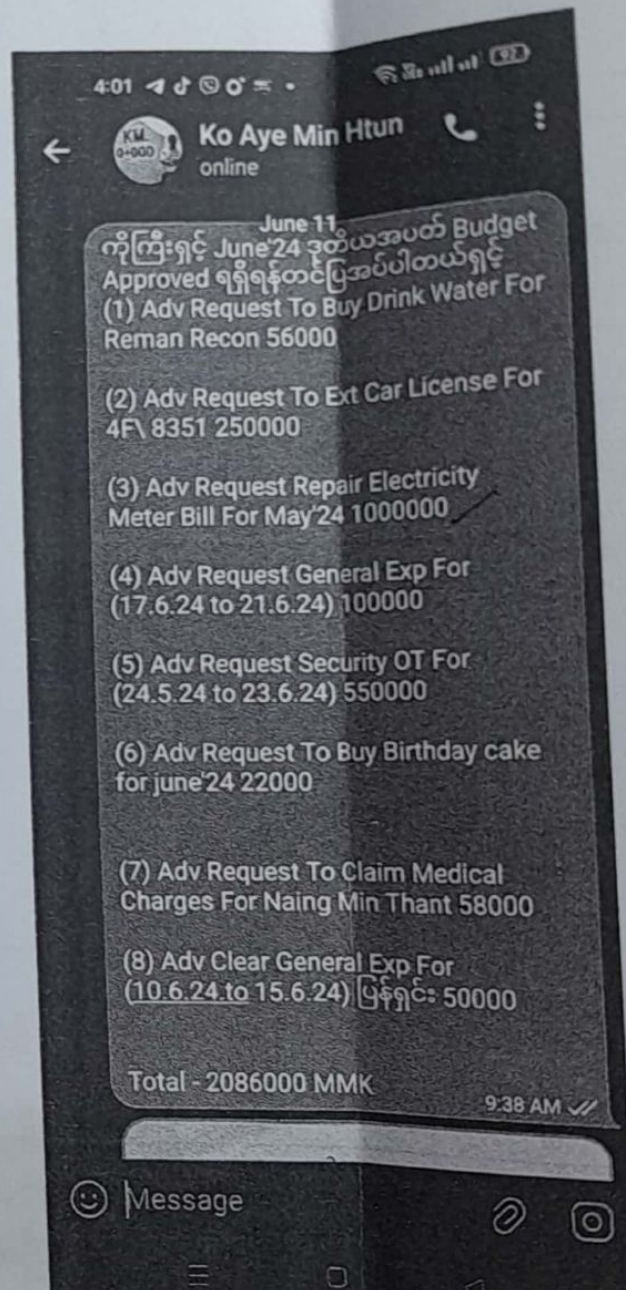 4:01
92
KM
0+000
Ko Aye Min Htun
online
June 11
ကိုကြီးရှင့် June'24 ဒုတိယအပတ် Budget
Approved ရရှိရန်တင်ပြအပ်ပါတယ်ရှင့်
(1) Adv Request To Buy Drink Water For
Reman Recon 56000
(2) Adv Request To Ext Car License For
4F\ 8351 250000
(3) Adv Request Repair Electricity
Meter Bill For May'24 1000000
(4) Adv Request General Exp For
(17.6.24 to 21.6.24) 100000
(5) Adv Request Security OT For
(24.5.24 to 23.6.24) 550000
(6) Adv Request To Buy Birthday cake
for june'24 22000
(7) Adv Request To Claim Medical
Charges For Naing Min Thant 58000
(8) Adv Clear General Exp For
(10.6.24.to 15.6.24) ပြန်ရှင်း 50000
Total - 2086000 MMK
9:38 AM
Message